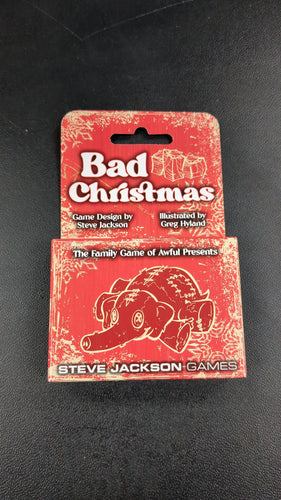 Bad
Christmas
Game Design by
Steve Jackson
Illustrated by
Greg Hyland
The Family Game of Awful Presents
STEVE JACKSON GAMES